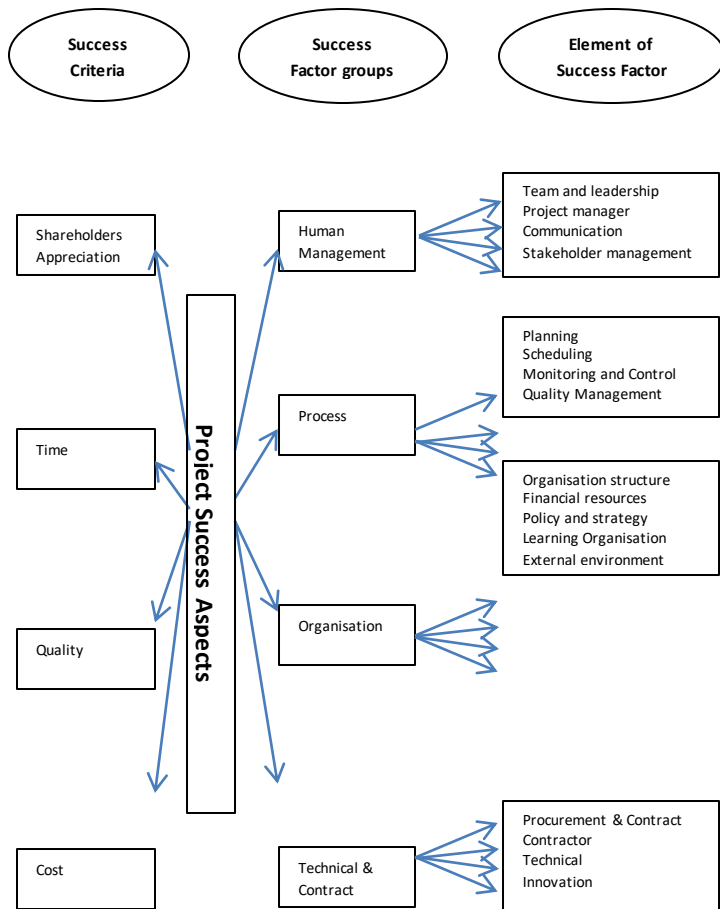 Success
Criteria
Success
Factor groups
Element of
Success Factor
Shareholders
Appreciation
Time
Quality
Cost
Project Success Aspects
Human
Management
Process
Organisation
Technical &
Contract
Team and leadership
Project manager
Communication
Stakeholder management
Planning
Scheduling
Monitoring and Control
Quality Management
Organisation structure
Financial resources
Policy and strategy
Learning Organisation
External environment
Procurement & Contract
Contractor
Technical
Innovation